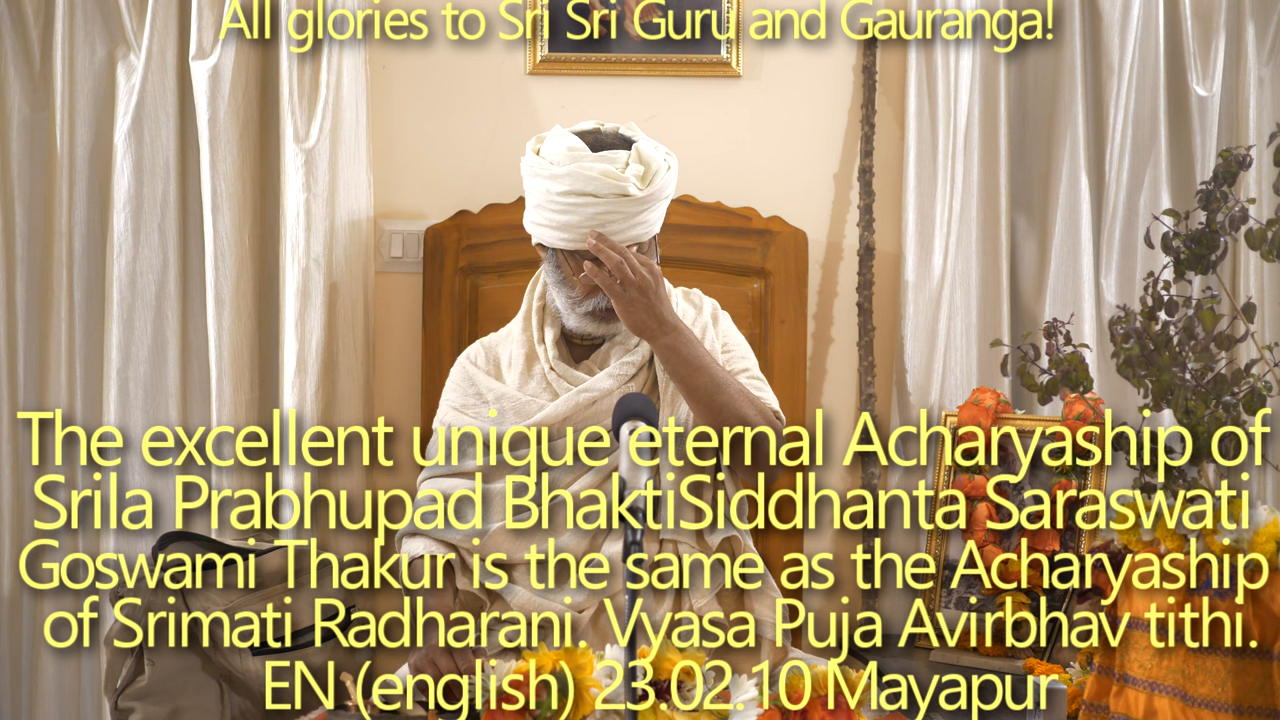 All glories to Sri Sri Guru and Gauranga!
The excellent unique eternal Acharyaship of
Srila Prabhupad BhaktiSiddhanta Saraswati
Goswami Thakur is the same as the Acharyaship
of Srimati Radharani. Vyasa Puja Avirbhav tithi.
EN (english) 23.02.10 Mayapur